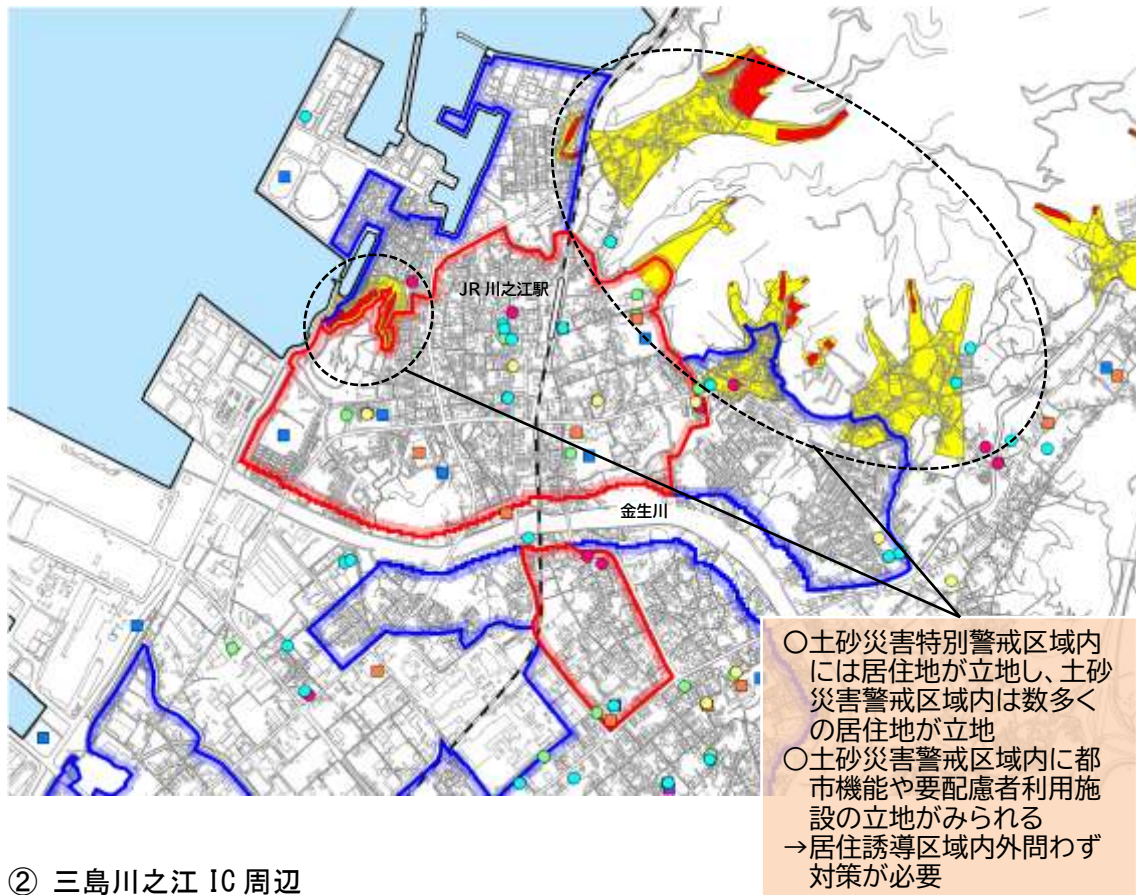 JR 川之江駅
金生川
〇土砂災害特別警戒区域内
には居住地が立地し、土砂
災害警戒区域内は数多く
の居住地が立地
〇土砂災害警戒区域内に都
市機能や要配慮者利用施
設の立地がみられる
→居住誘導区域内外問わず
対策が必要
② 三島川之江 IC 周辺